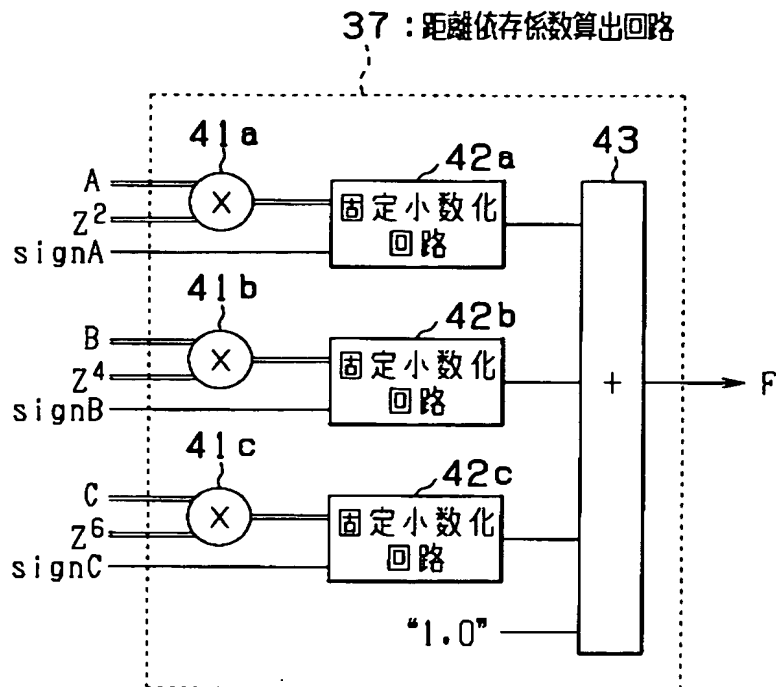 37：距離依存係数算出回路
41a
A
Z²
signA
42a
固定小数化
回路
43
41b
B
Z⁴
signB
42b
固定小数化
回路
+
F
41c
C
Z⁶
signC
42c
固定小数化
回路
“1.0”